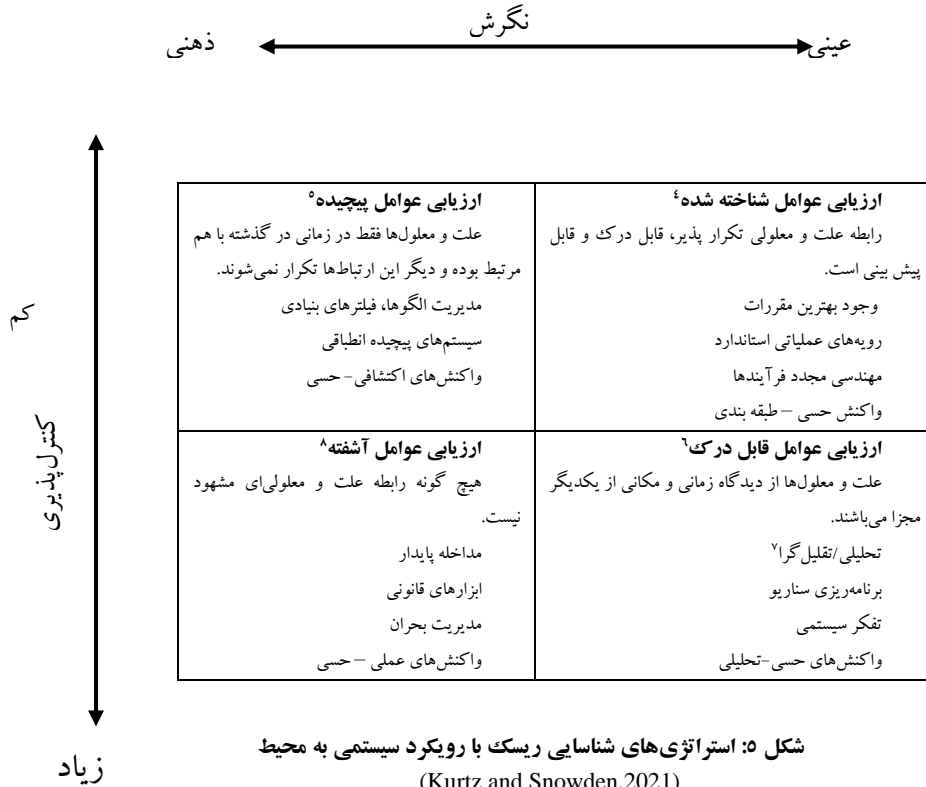 نگرش
عینی
ذهنی
کم
کنترل‌پذیری
زیاد
ارزیابی عوامل شناخته شده۴
رابطه علت و معلولی تکرار پذیر، قابل درک و قابل
پیش بینی است.
وجود بهترین مقررات
رویه‌های عملیاتی استاندارد
مهندسی مجدد فرآیندها
واکنش حسی – طبقه بندی
ارزیابی عوامل پیچیده۵
علت و معلول‌ها فقط در زمانی در گذشته با هم
مرتبط بوده و دیگر این ارتباط‌ها تکرار نمی‌شوند.
مدیریت الگوها، فیلترهای بنیادی
سیستم‌های پیچیده انطباقی
واکنش‌های اکتشافی- حسی
ارزیابی عوامل قابل درک۶
علت و معلول‌ها از دیدگاه زمانی و مکانی از یکدیگر
مجزا می‌باشند.
تحلیلی/تقلیل‌گرا۷
برنامه‌ریزی سناریو
تفکر سیستمی
واکنش‌های حسی-تحلیلی
ارزیابی عوامل آشفته۸
هیچ گونه رابطه علت و معلولی‌ای مشهود
نیست.
مداخله پایدار
ابزارهای قانونی
مدیریت بحران
واکنش‌های عملی – حسی
شکل ۵: استراتژی‌های شناسایی ریسک با رویکرد سیستمی به محیط
(Kurtz and Snowden,2021)